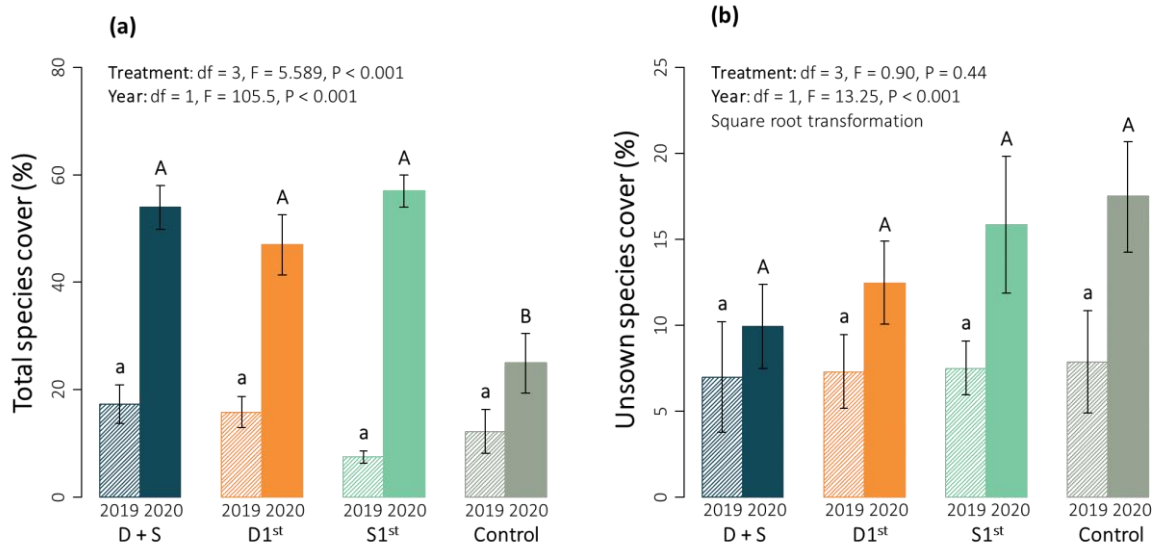 (a)
Treatment: df = 3, F = 5.589, P < 0.001
Year: df = 1, F = 105.5, P < 0.001
Total species cover (%)
80
60
40
20
0
a A a A a A a B
2019 2020 2019 2020 2019 2020 2019 2020
D + S D1st S1st Control
(b)
Treatment: df = 3, F = 0.90, P = 0.44
Year: df = 1, F = 13.25, P < 0.001
Square root transformation
Unsown species cover (%)
25
20
15
10
5
0
a A a A a A a A
2019 2020 2019 2020 2019 2020 2019 2020
D + S D1st S1st Control